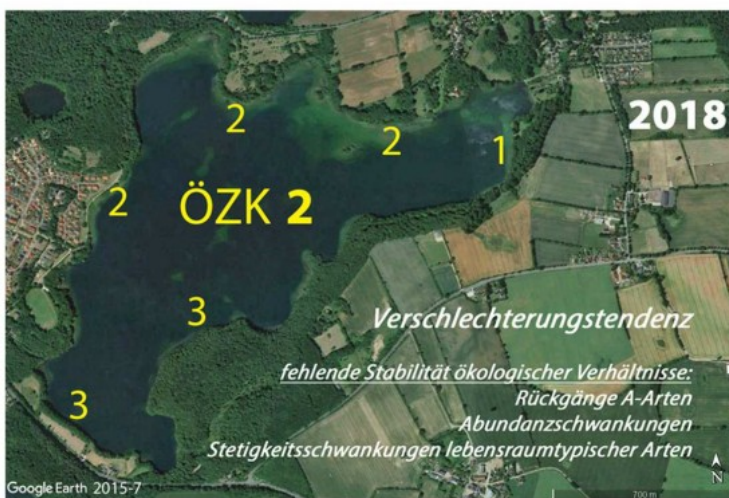 2018
2
2
1
2
ÖZK 2
3
3
Verschlechterungstendenz
fehlende Stabilität ökologischer Verhältnisse:
Rückgänge A-Arten
Abundanzschwankungen
Stetigkeitsschwankungen lebensraumtypischer Arten
N
Google Earth 2015-7
700 m